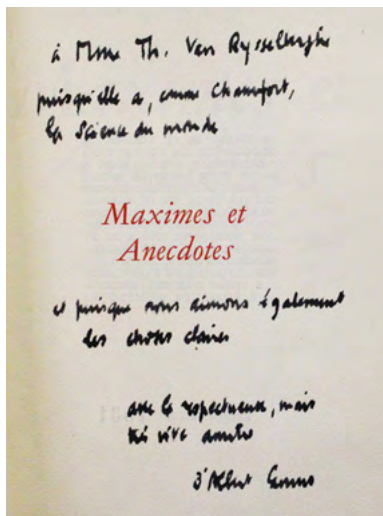 à Mme Th. Van Rysselberghe
puisqu'elle a, comme Chamfort,
la Science du monde
Maximes et
Anecdotes
et puisque nous aimons également
les choses claires
avec la respectueuse, mais
très vive amitié
d'Albert Camus